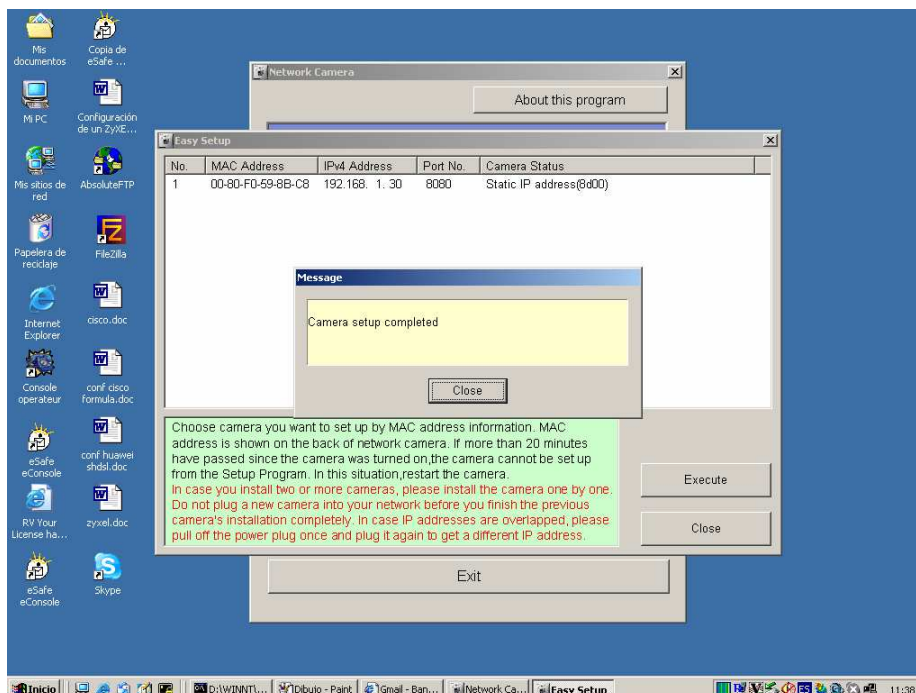 Mis documentos
Copia de eSafe ...
Mi PC
Configuración de un ZyXE...
Mis sitios de red
AbsoluteFTP
Papelera de reciclaje
FileZilla
Internet Explorer
cisco.doc
Console operateur
conf cisco formula.doc
eSafe eConsole
conf huawei shdsl.doc
RV Your License ha...
zyxel.doc
eSafe eConsole
Skype
Network Camera
About this program
Easy Setup
No. MAC Address IPv4 Address Port No. Camera Status
1 00-80-F0-59-8B-C8 192.168. 1. 30 8080 Static IP address(8d00)
Message
Camera setup completed
Close
Choose camera you want to set up by MAC address information. MAC
address is shown on the back of network camera. If more than 20 minutes
have passed since the camera was turned on,the camera cannot be set up
from the Setup Program. In this situation,restart the camera.
In case you install two or more cameras, please install the camera one by one.
Do not plug a new camera into your network before you finish the previous
camera's installation completely. In case IP addresses are overlapped, please
pull off the power plug once and plug it again to get a different IP address.
Execute
Close
Exit
Inicio
D:\WINNT\...
Dibujo - Paint
Gmail - Ban...
Network Ca...
Easy Setup
ES
11:38